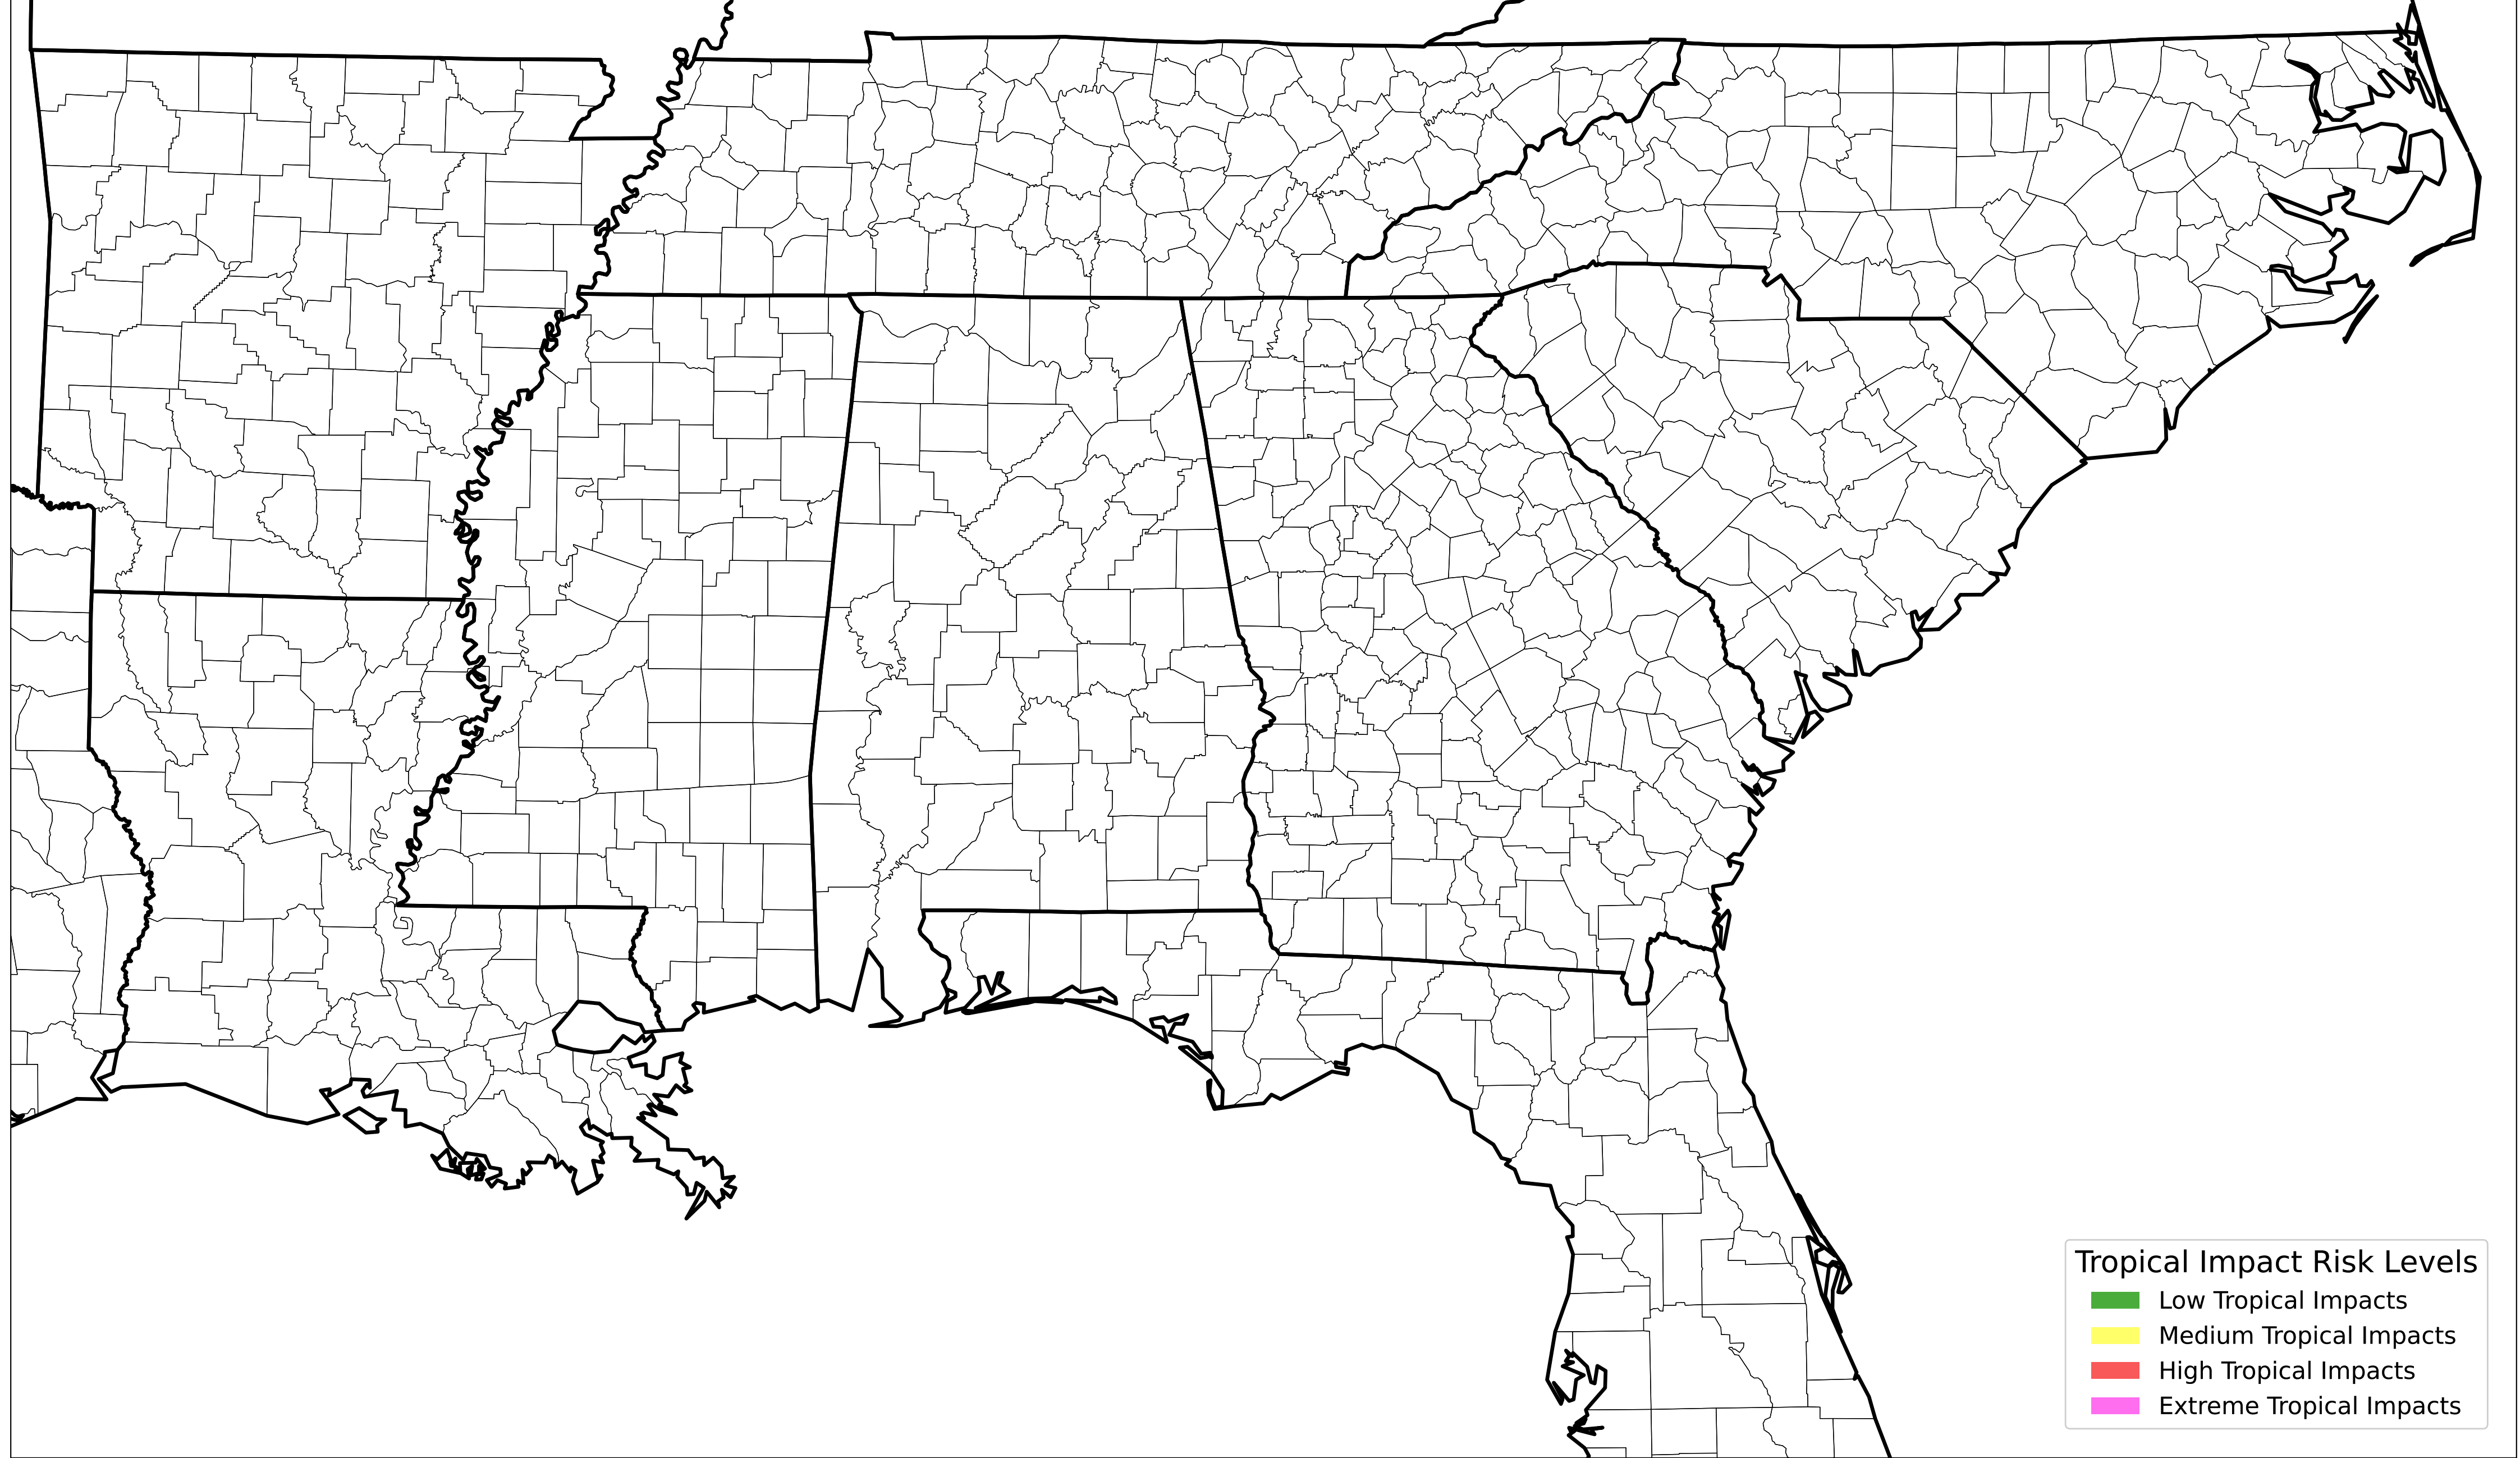 Tropical Impact Risk Levels
Low Tropical Impacts
Medium Tropical Impacts
High Tropical Impacts
Extreme Tropical Impacts